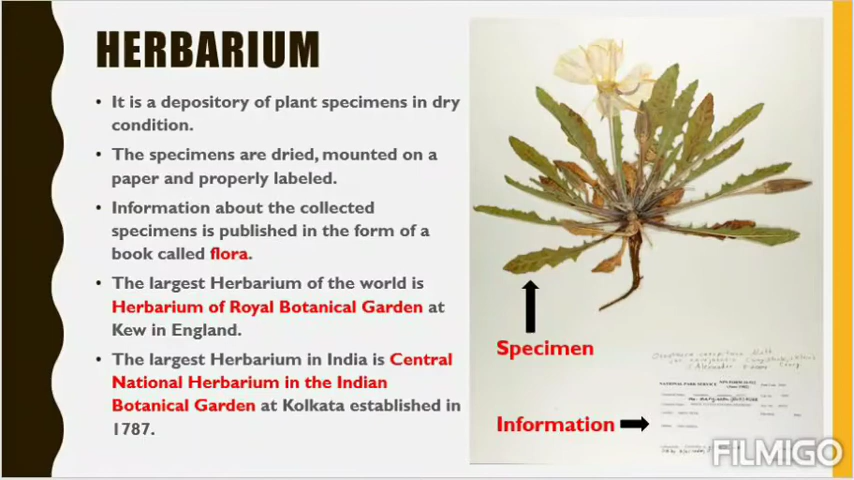 HERBARIUM
• It is a depository of plant specimens in dry
condition.
• The specimens are dried, mounted on a
paper and properly labeled.
• Information about the collected
specimens is published in the form of a
book called flora.
• The largest Herbarium of the world is
Herbarium of Royal Botanical Garden at
Kew in England.
• The largest Herbarium in India is Central
National Herbarium in the Indian
Botanical Garden at Kolkata established in
1787.
Specimen
Information
NATIONAL PARK SERVICE
FILMIGO